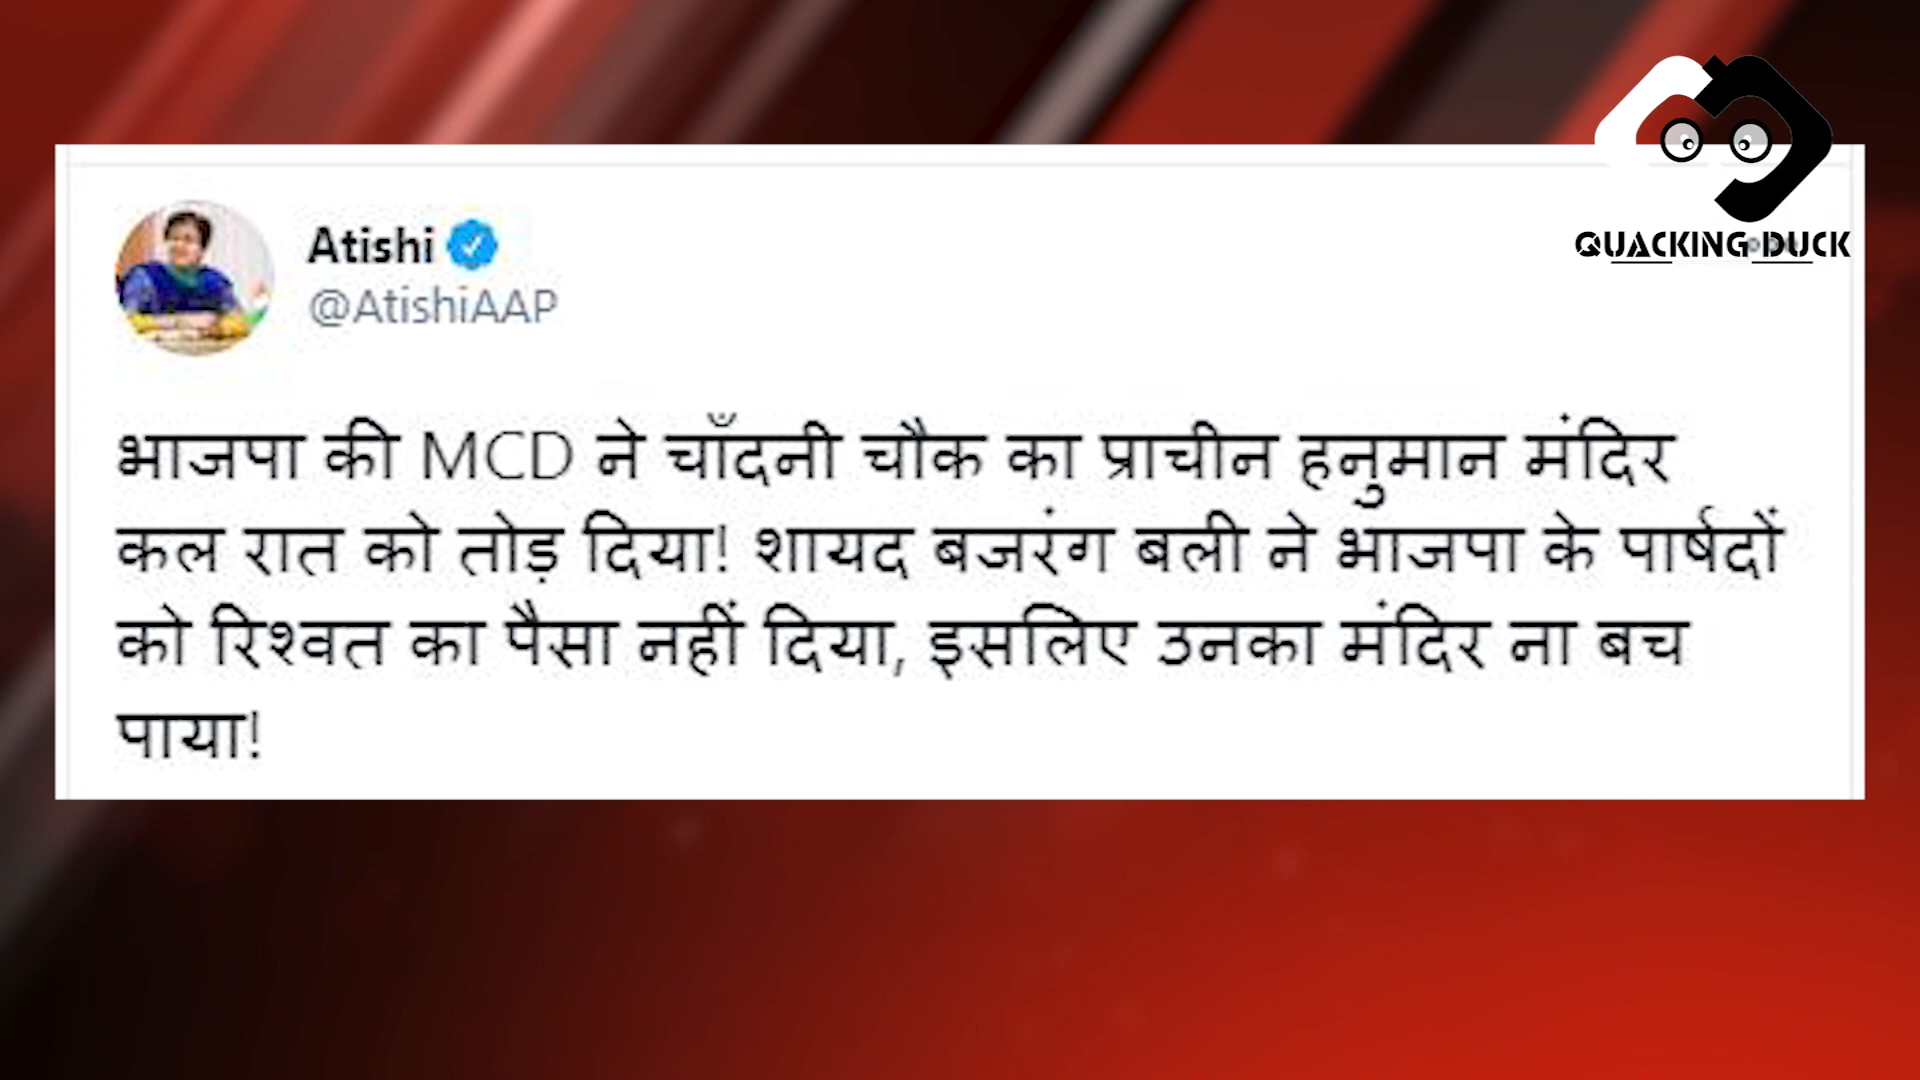 QUACKING DUCK
Atishi
@AtishiAAP
भाजपा की MCD ने चाँदनी चौक का प्राचीन हनुमान मंदिर
कल रात को तोड़ दिया! शायद बजरंग बली ने भाजपा के पार्षदों
को रिश्वत का पैसा नहीं दिया, इसलिए उनका मंदिर ना बच
पाया!